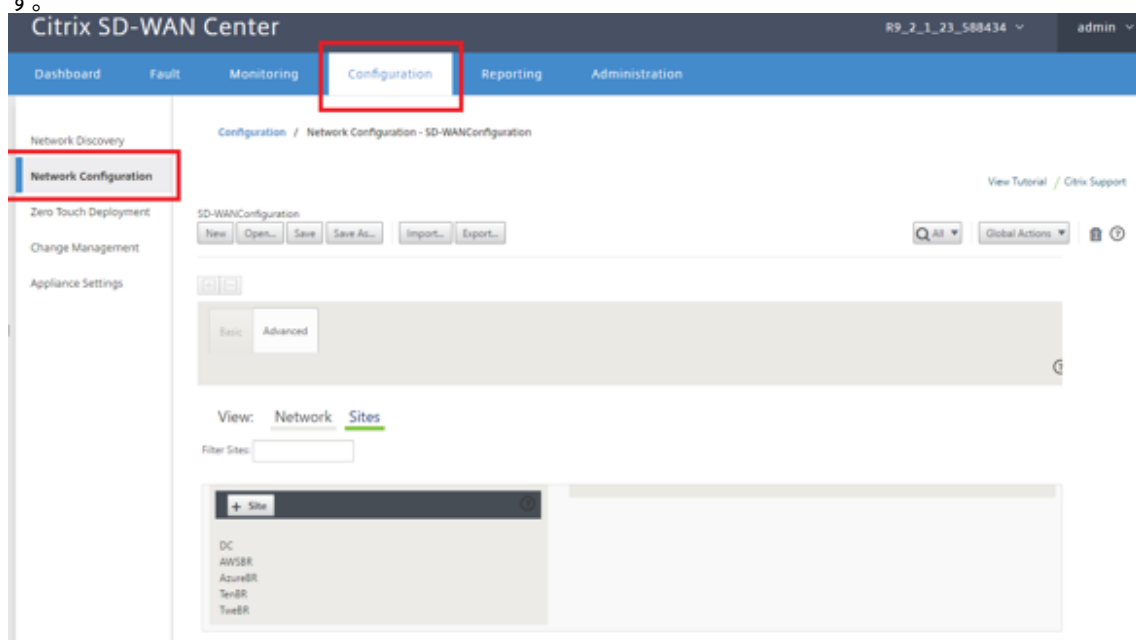 す。
Citrix SD-WAN Center R9_2_1_23_588434 admin
Dashboard Fault Monitoring Configuration Reporting Administration
Configuration / Network Configuration - SD-WANConfiguration
Network Discovery
Network Configuration
View Tutorial / Citrix Support
Zero Touch Deployment
SD-WANConfiguration
New Open... Save Save As... Import... Export... All Global Actions
Change Management
Appliance Settings
Basic Advanced
View: Network Sites
Filter Sites:
+ Site
DC
AWSBR
AzureBR
TenBR
TweBR